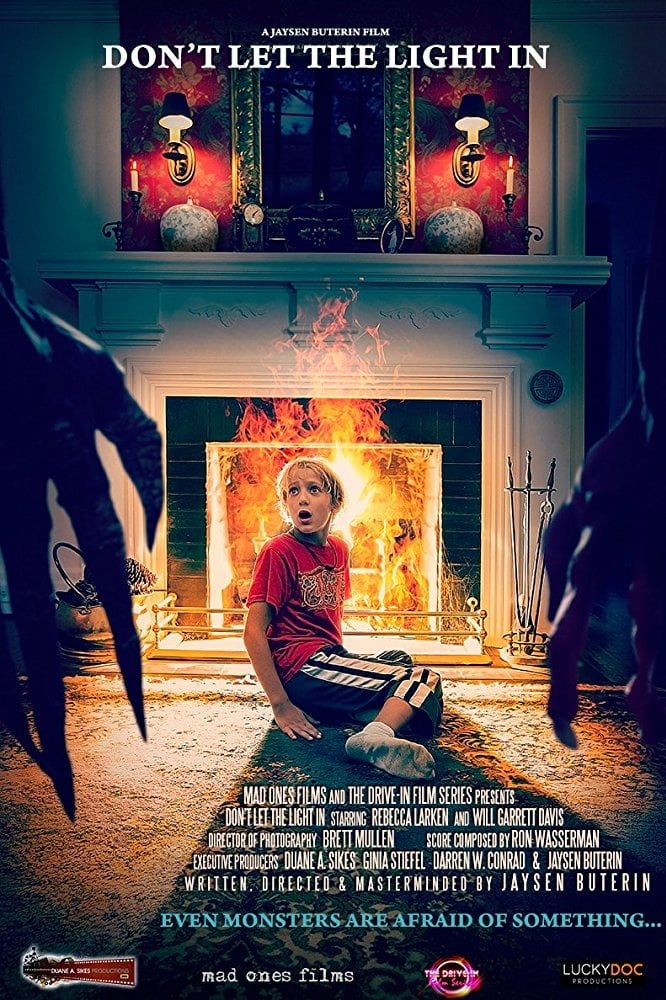 A JAYSEN BUTERIN FILM
DON'T LET THE LIGHT IN
MAD ONES FILMS AND THE DRIVE-IN FILM SERIES PRESENTS
DON'T LET THE LIGHT IN STARRING REBECCA LARKEN AND WILL GARRETT DAVIS
DIRECTOR OF PHOTOGRAPHY BRETT MULLEN SCORE COMPOSED BY RON WASSERMAN
EXECUTIVE PRODUCERS DUANE A. SIKES GINIA STIEFEL DARREN W. CONRAD & JAYSEN BUTERIN
WRITTEN, DIRECTED & MASTERMINDED BY JAYSEN BUTERIN
EVEN MONSTERS ARE AFRAID OF SOMETHING...
DUANE A. SIKES PRODUCTIONS
mad ones films
THE DRIVE-IN
Film Series
LUCKYDOC
PRODUCTIONS